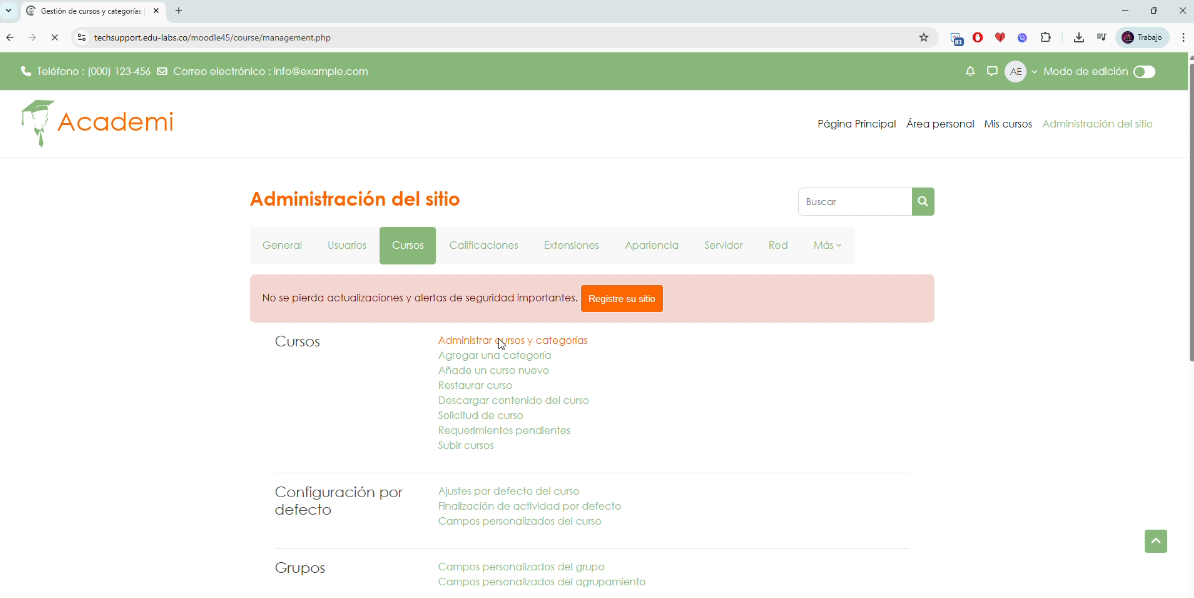 Gestión de cursos y categorías |
techsupport.edu-labs.co/moodle45/course/management.php
81
Trabajo
Teléfono : (000) 123-456 Correo electrónico : info@example.com
AE
Modo de edición
Academi
Página Principal Área personal Mis cursos Administración del sitio
Administración del sitio
Buscar
General Usuarios Cursos Calificaciones Extensiones Apariencia Servidor Red Más
No se pierda actualizaciones y alertas de seguridad importantes. Registre su sitio
Cursos
Administrar cursos y categorías
Agregar una categoría
Añade un curso nuevo
Restaurar curso
Descargar contenido del curso
Solicitud de curso
Requerimientos pendientes
Subir cursos
Configuración por
defecto
Ajustes por defecto del curso
Finalización de actividad por defecto
Campos personalizados del curso
Grupos
Campos personalizados del grupo
Campos personalizados del agrupamiento